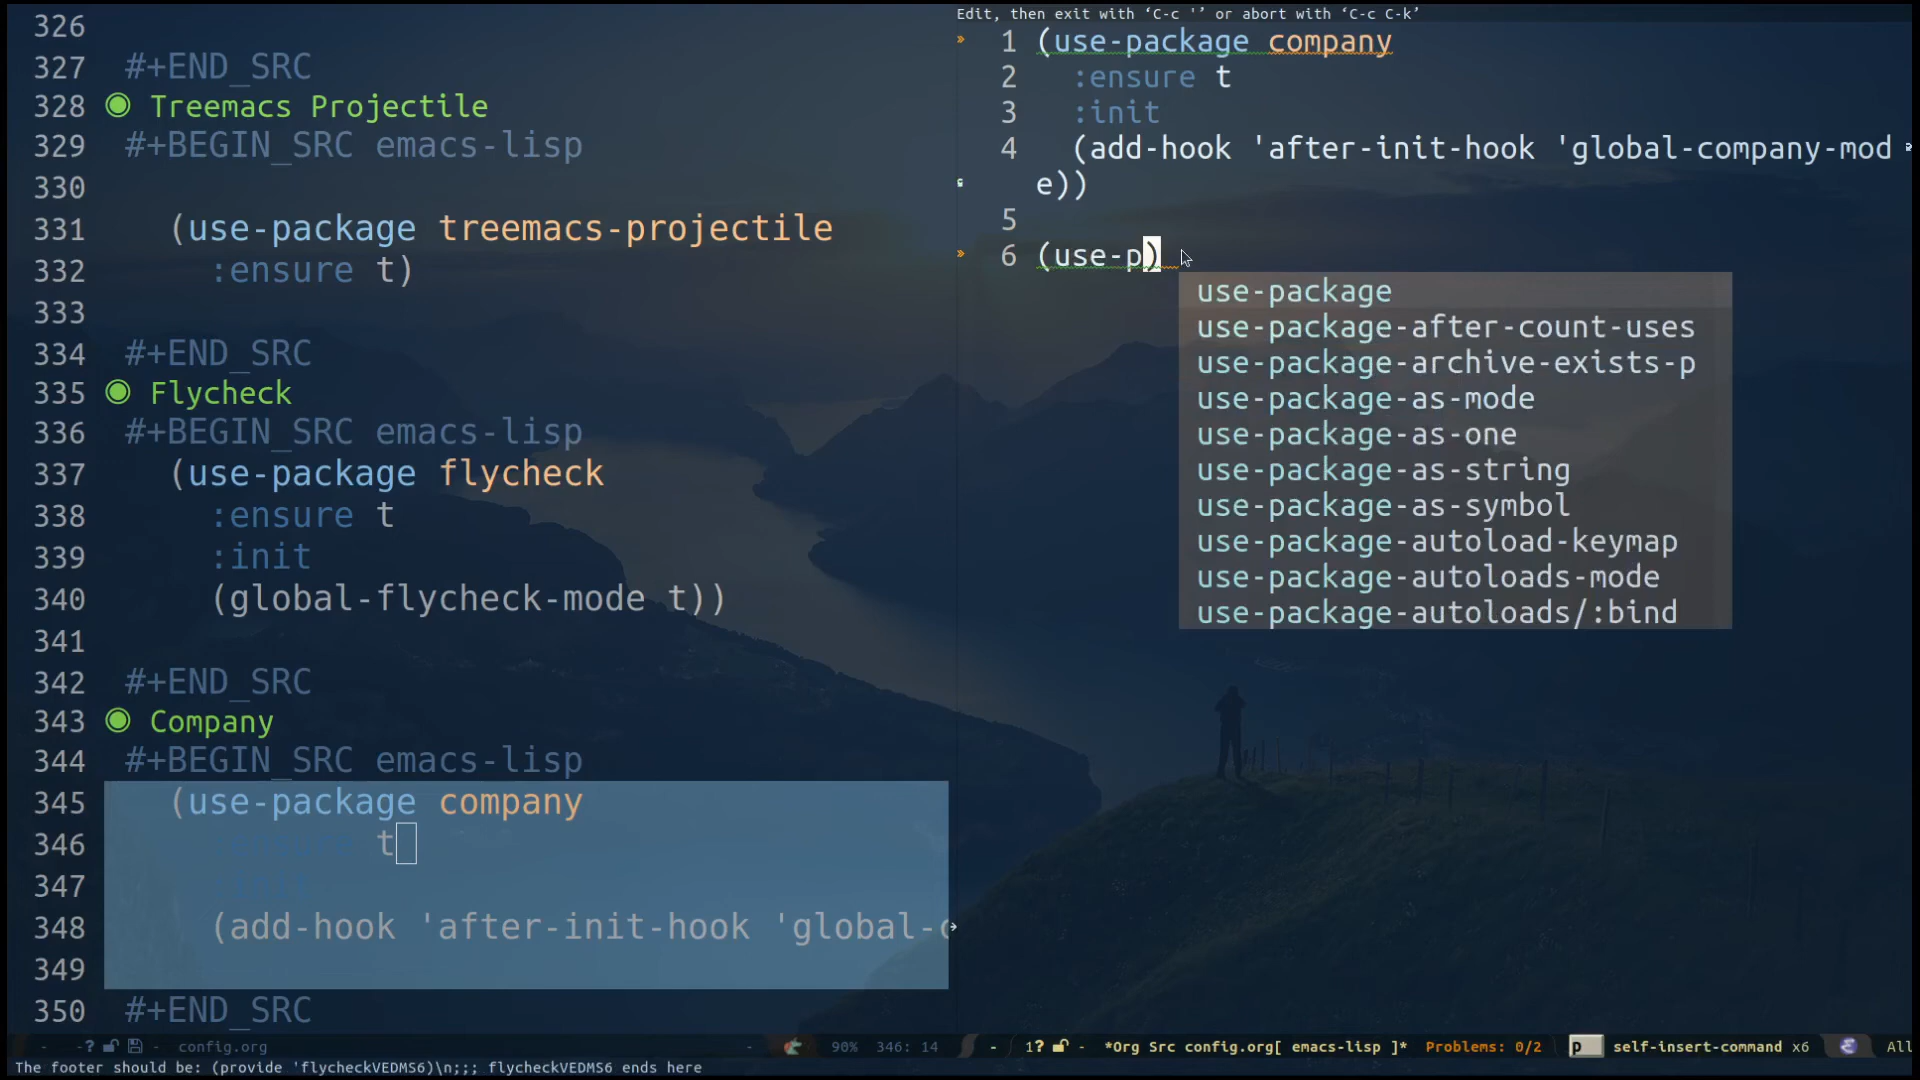 326
327 #+END_SRC
328 Treemacs Projectile
329 #+BEGIN_SRC emacs-lisp
330
331 (use-package treemacs-projectile
332 :ensure t)
333
334 #+END_SRC
335 Flycheck
336 #+BEGIN_SRC emacs-lisp
337 (use-package flycheck
338 :ensure t
339 :init
340 (global-flycheck-mode t))
341
342 #+END_SRC
343 Company
344 #+BEGIN_SRC emacs-lisp
345 (use-package company
346 :ensure t
347 :init
348 (add-hook 'after-init-hook 'global-c
349
350 #+END_SRC
- -? - config.org - 90% 346: 14
Edit, then exit with ‘C-c '’ or abort with ‘C-c C-k’
1 (use-package company
2 :ensure t
3 :init
4 (add-hook 'after-init-hook 'global-company-mod
e))
5
6 (use-p)
use-package
use-package-after-count-uses
use-package-archive-exists-p
use-package-as-mode
use-package-as-one
use-package-as-string
use-package-as-symbol
use-package-autoload-keymap
use-package-autoloads-mode
use-package-autoloads/:bind
- 1? - *Org Src config.org[ emacs-lisp ]* Problems: 0/2 p self-insert-command x6 All
The footer should be: (provide 'flycheckVEDMS6)\n;;; flycheckVEDMS6 ends here